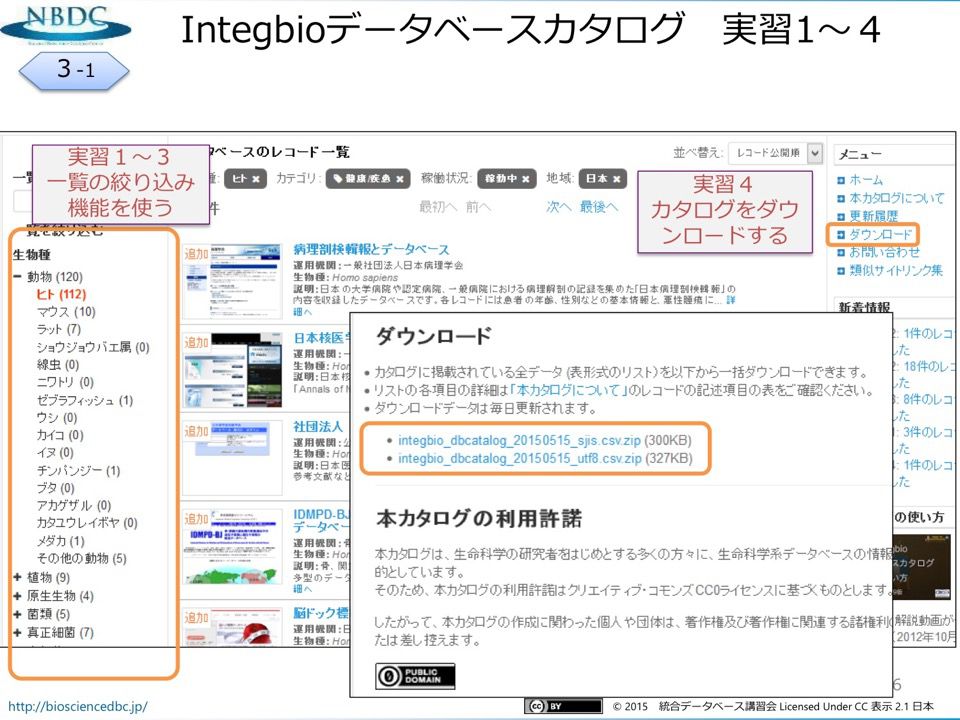 NBDC
Integbioデータベースカタログ　実習1～４
３-1
実習１～３
一覧の絞り込み
機能を使う
ータベースのレコード一覧
並べ替え: レコード公開順
種: ヒト × カテゴリ: 健康/疾患 × 稼働状況: 稼働中 × 地域: 日本 ×
件
最初へ 前へ
次へ 最後へ
実習４
カタログをダウ
ンロードする
メニュー
ホーム
本カタログについて
更新履歴
ダウンロード
お問い合わせ
類似サイトリンク集
新着情報
生物種
動物 (120)
ヒト (112)
マウス (10)
ラット (7)
ショウジョウバエ属 (0)
線虫 (0)
ニワトリ (0)
ゼブラフィッシュ (1)
ウシ (0)
カイコ (0)
イヌ (0)
チンパンジー (1)
ブタ (0)
アカゲザル (0)
カタユウレイボヤ (0)
メダカ (1)
その他の動物 (5)
植物 (9)
原生生物 (4)
菌類 (5)
真正細菌 (7)
追加
病理剖検輯報とデータベース
運用機関：一般社団法人日本病理学会
生物種：Homo sapiens
説明：日本の大学病院や認定病院、一般病院における病理解剖の記録を集めた「日本病理剖検輯報」の
内容を収録したデータベースです。各レコードには患者の年齢、性別などの基本情報と、悪性腫瘍に... 詳
細へ
追加
日本核医学
運用機関：一
生物種：Hom
説明：日本核
「Annals of N
追加
社団法人
運用機関：公
生物種：Hom
説明：日本医
参考文献など
追加
IDMPD-BJ
データベー
運用機関：
生物種：Hom
説明：骨、関
多型のデー
細へ
追加
脳ドック標
運用機関：日
生物種：Hom
説明：日本
ダウンロード
カタログに掲載されている全データ (表形式のリスト)を以下から一括ダウンロードできます。
リストの各項目の詳細は「本カタログについて」のレコードの記述項目の表をご確認ください。
ダウンロードデータは毎日更新されます。
integbio_dbcatalog_20150515_sjis.csv.zip (300KB)
integbio_dbcatalog_20150515_utf8.csv.zip (327KB)
本カタログの利用許諾
本カタログは、生命科学の研究者をはじめとする多くの方々に、生命科学系データベースの情報
的としています。
そのため、本カタログの利用許諾はクリエイティブ・コモンズCC0ライセンスに基づくものとします。
したがって、本カタログの作成に関わった個人や団体は、著作権及び著作権に関連する諸権利の
たは差し控えます。
PUBLIC
DOMAIN
2: 1件のレコ
した
2: 18件のレコ
した
8: 8件のレコ
した
1: 3件のレコ
した
4: 1件のレコ
した
の使い方
bio
スカタログ
い方
解説動画が
(2012年10月
6
http://biosciencedbc.jp/
cc BY
© 2015　統合データベース講習会 Licensed Under CC 表示 2.1 日本